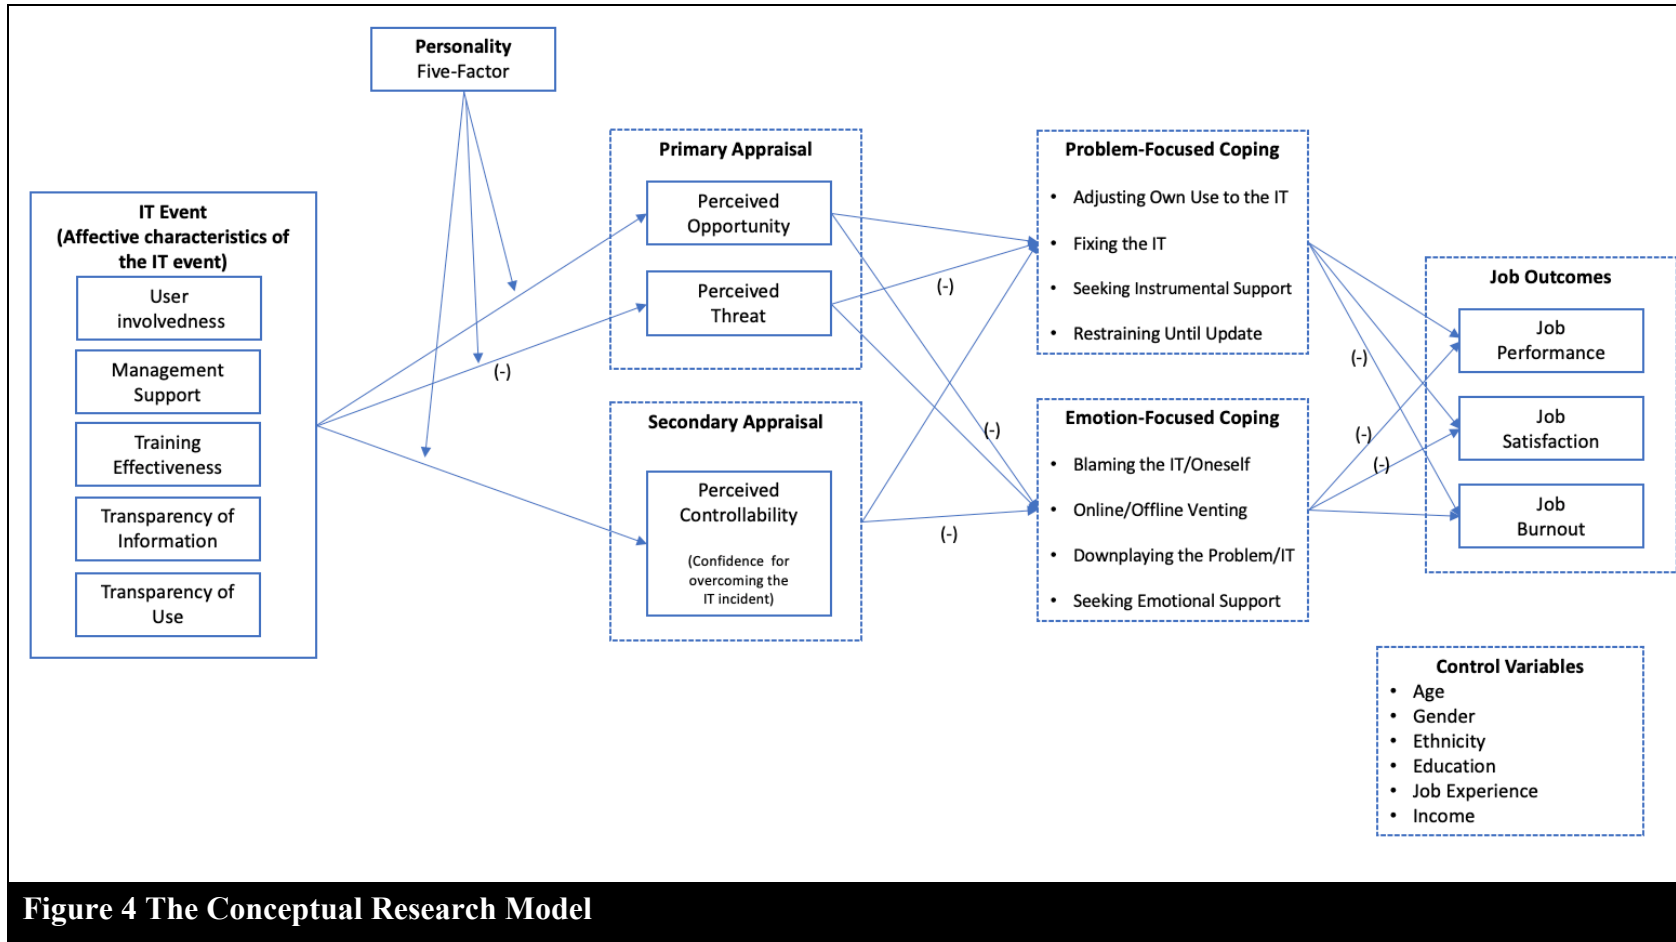 Personality
Five-Factor
IT Event
(Affective characteristics of
the IT event)
User
involvedness
Management
Support
Training
Effectiveness
Transparency of
Information
Transparency of
Use
(-)
Primary Appraisal
Perceived
Opportunity
Perceived
Threat
Secondary Appraisal
Perceived
Controllability
(Confidence for
overcoming the
IT incident)
(-)
(-)
(-)
Problem-Focused Coping
• Adjusting Own Use to the IT
• Fixing the IT
• Seeking Instrumental Support
• Restraining Until Update
Emotion-Focused Coping
• Blaming the IT/Oneself
• Online/Offline Venting
• Downplaying the Problem/IT
• Seeking Emotional Support
(-)
(-)
(-)
Job Outcomes
Job
Performance
Job
Satisfaction
Job
Burnout
Control Variables
• Age
• Gender
• Ethnicity
• Education
• Job Experience
• Income
Figure 4 The Conceptual Research Model